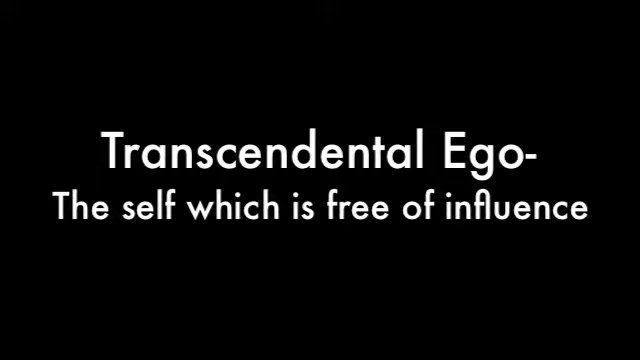 Transcendental Ego-
The self which is free of influence